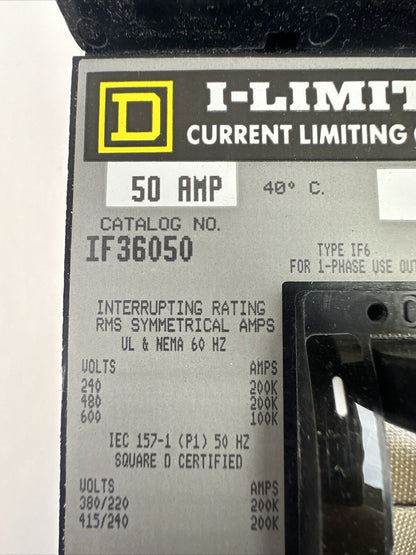 D
I-LIMIT
CURRENT LIMITING
50 AMP 40° C.
CATALOG NO.
IF36050
TYPE IF6
FOR 1-PHASE USE OUT
INTERRUPTING RATING
RMS SYMMETRICAL AMPS
UL & NEMA 60 HZ
VOLTS AMPS
240 200K
480 200K
600 100K
IEC 157-1 (P1) 50 HZ
SQUARE D CERTIFIED
VOLTS AMPS
380/220 200K
415/240 200K